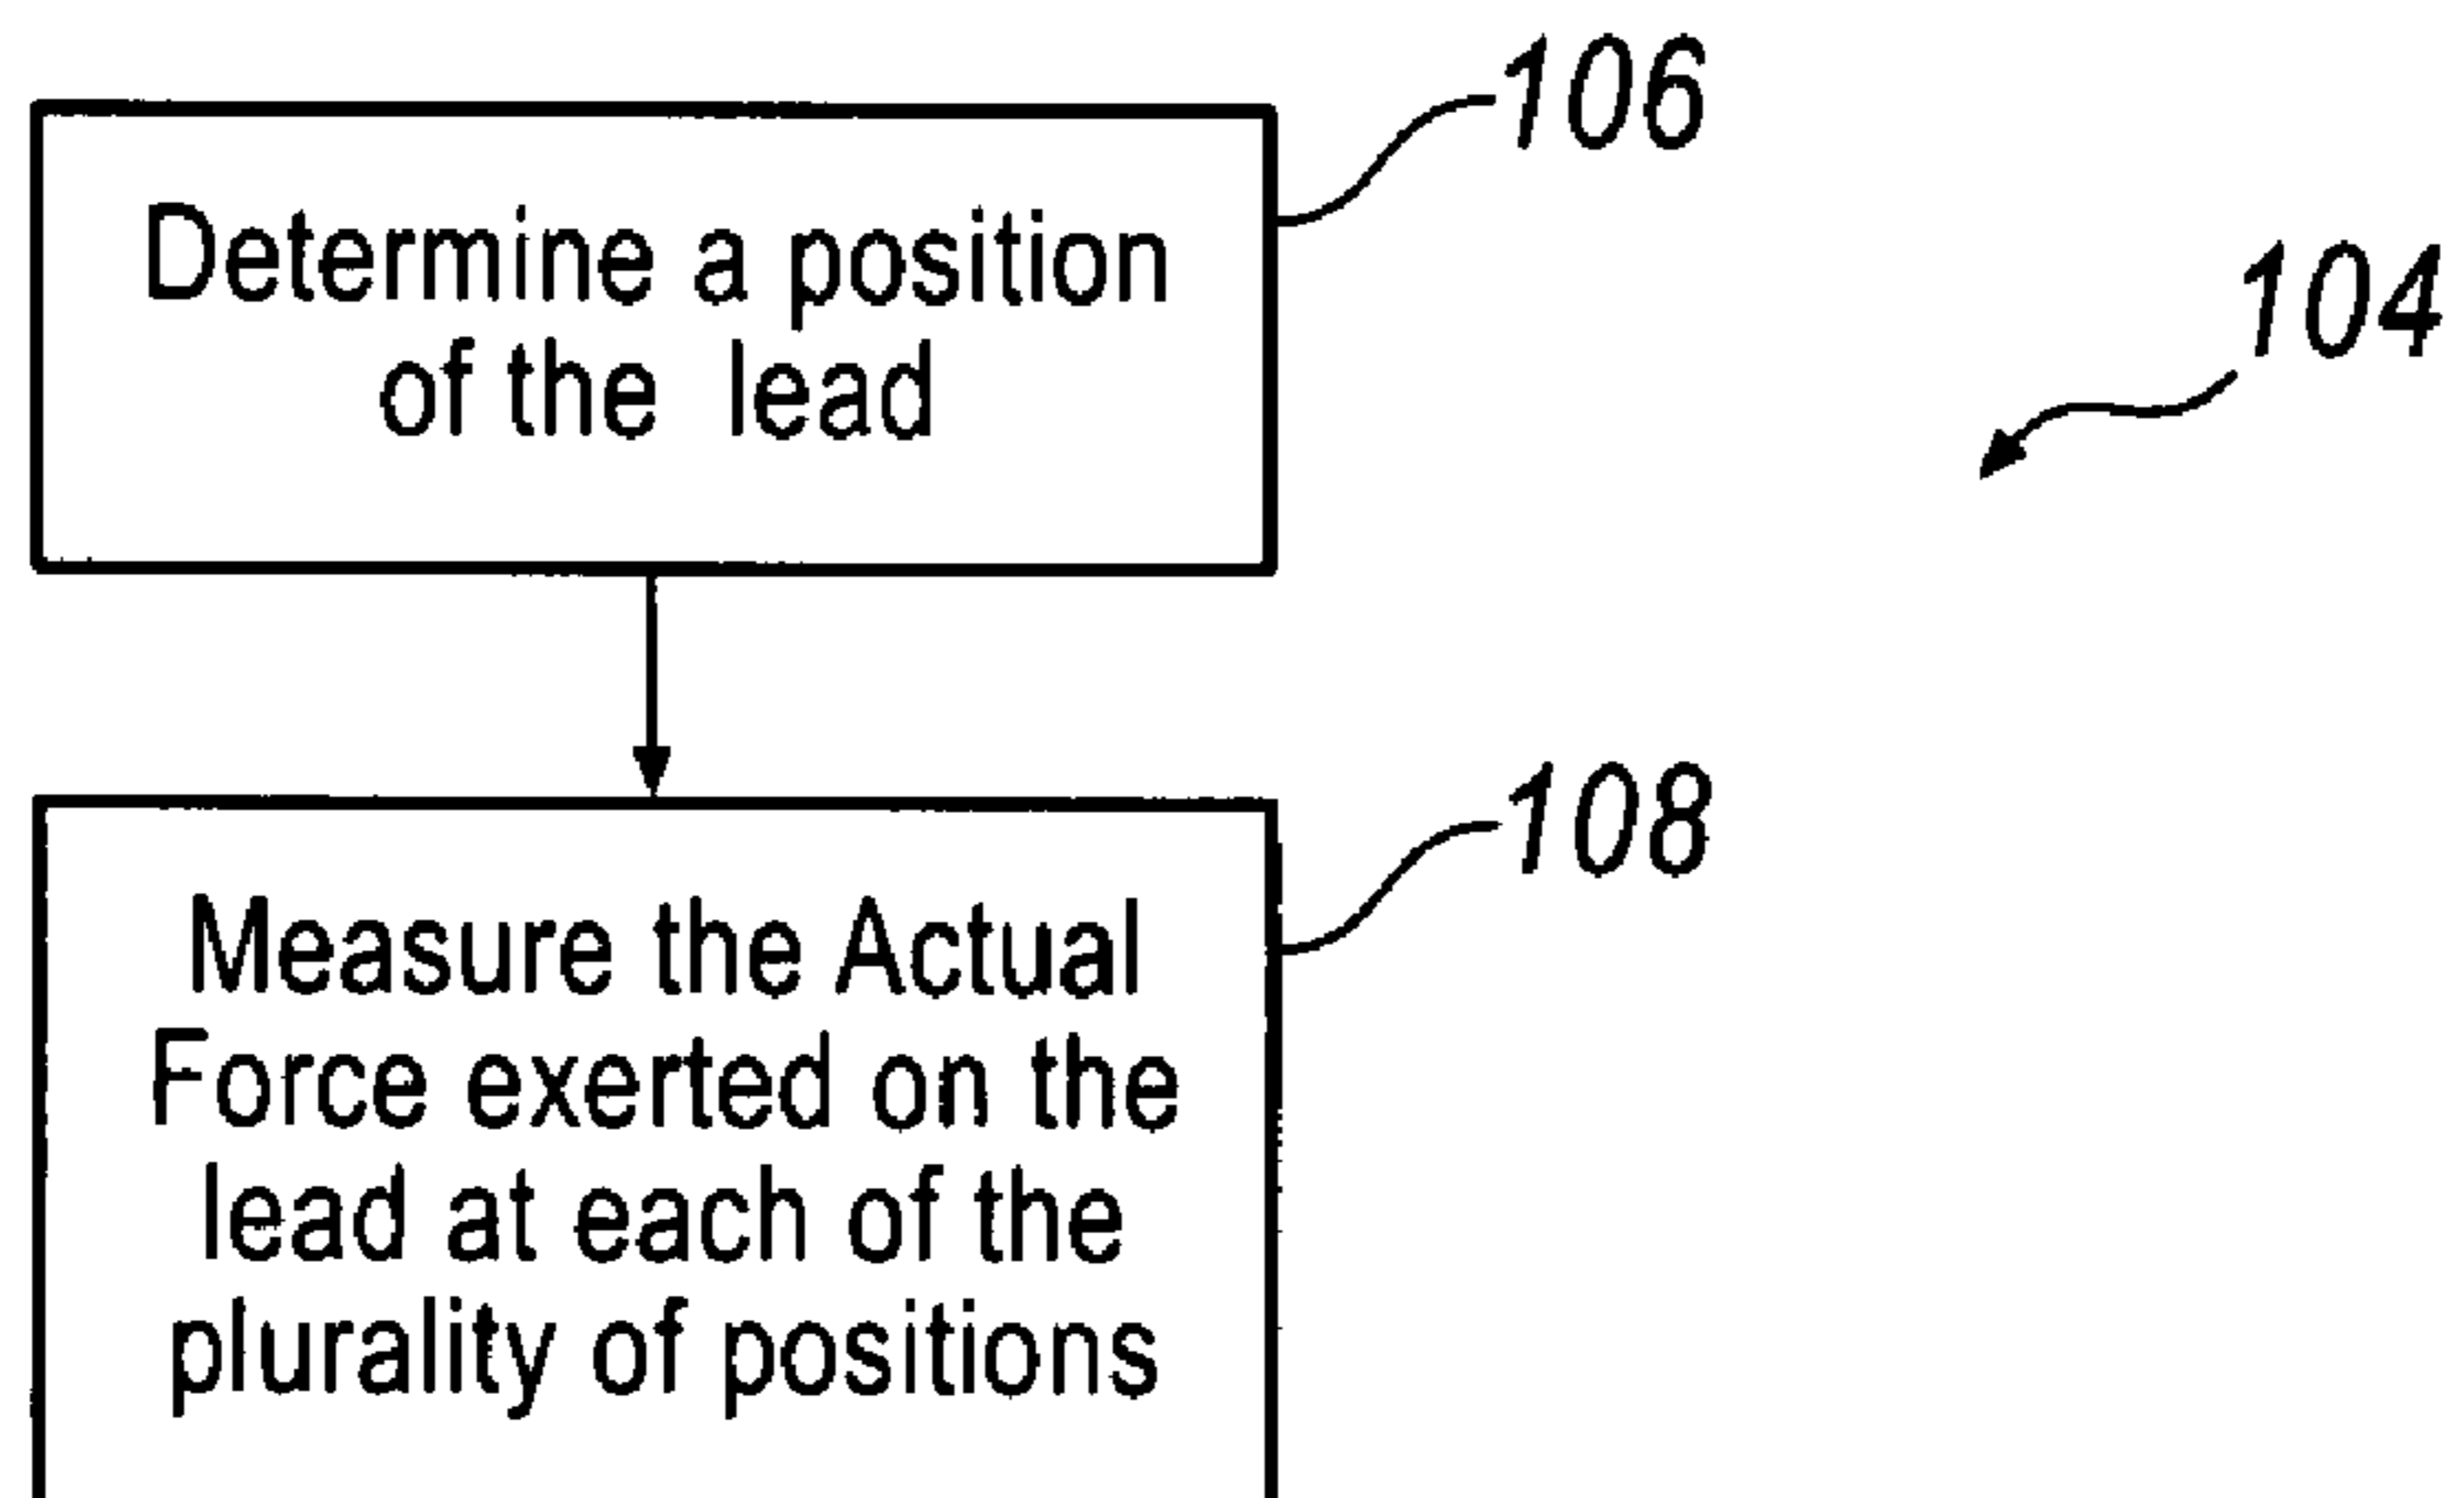 106
Determine a position
of the lead
104
108
Measure the Actual
Force exerted on the
lead at each of the
plurality of positions